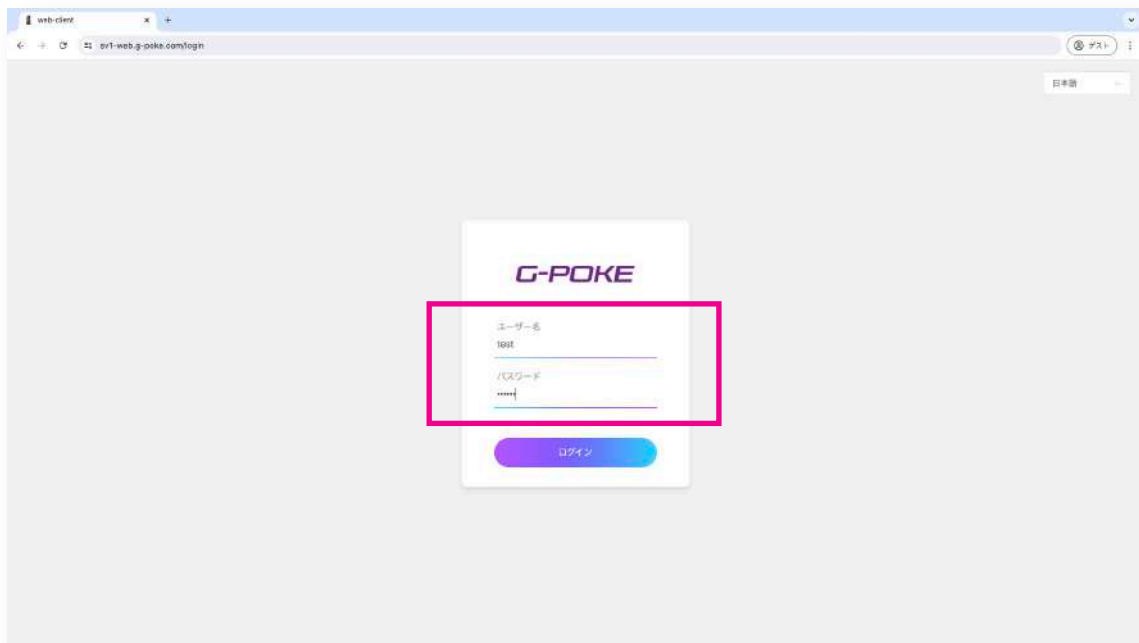 web-client
sv1-web.g-poke.com/login
ゲスト
日本語
G-POKE
ユーザー名
test
パスワード
ログイン